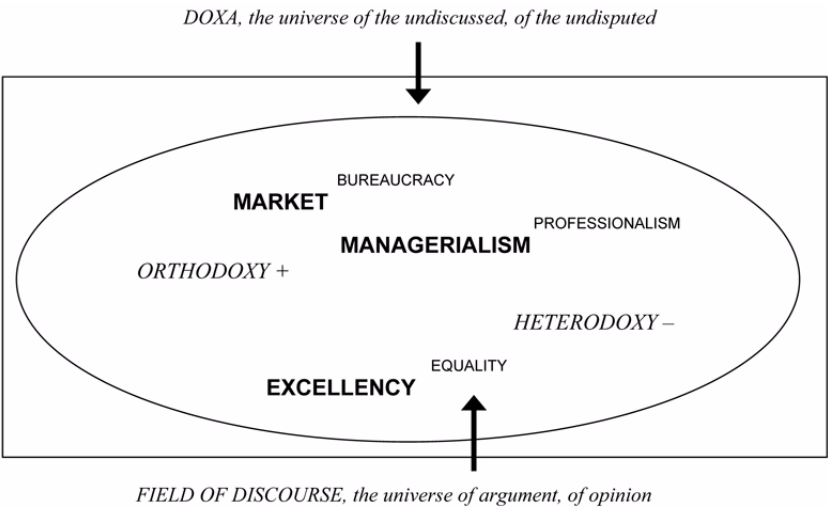 DOXA, the universe of the undiscussed, of the undisputed
BUREAUCRACY
MARKET
PROFESSIONALISM
MANAGERIALISM
ORTHODOXY +
HETERODOXY –
EQUALITY
EXCELLENCY
FIELD OF DISCOURSE, the universe of argument, of opinion